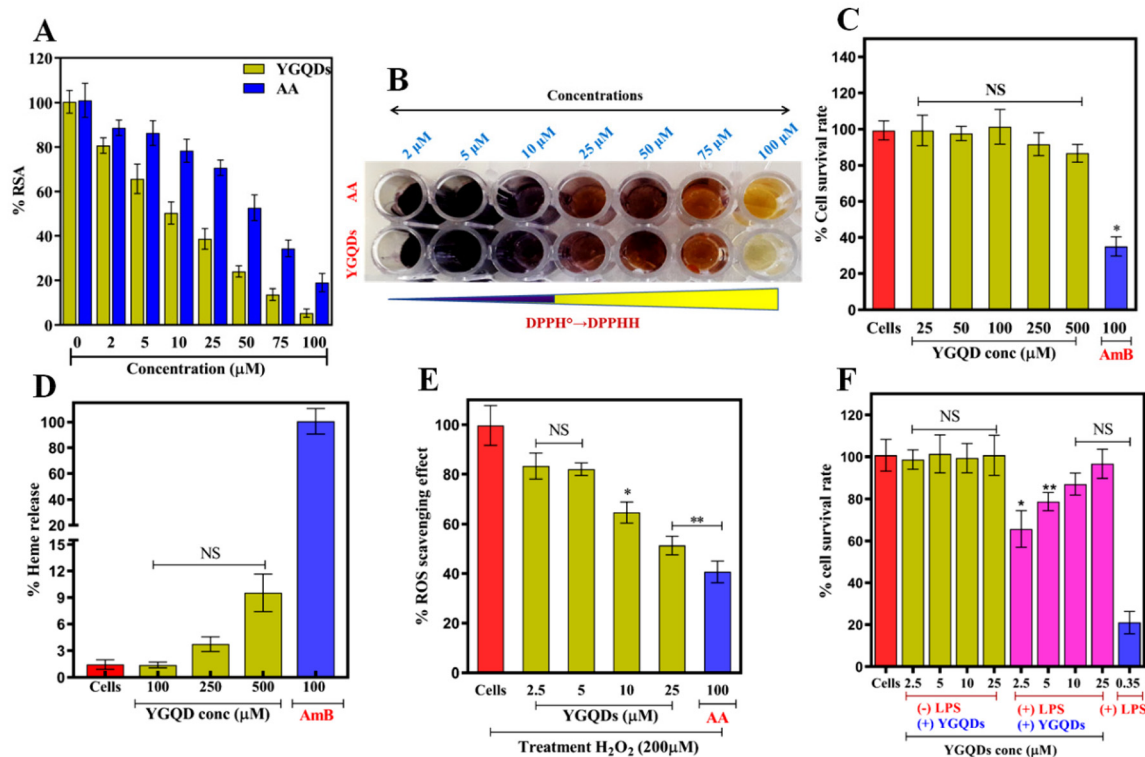 A
120
100
80
60
40
20
0
% RSA
YGQDs
AA
0 2 5 10 25 50 75 100
Concentration (μM)
B
Concentrations
2 μM 5 μM 10 μM 25 μM 50 μM 75 μM 100 μM
AA
YGQDs
DPPH°→DPPHH
C
140
120
100
80
60
40
20
0
% Cell survival rate
NS
*
Cells 25 50 100 250 500 100
YGQD conc (μM) AmB
D
100
80
60
40
20
15
12
9
6
3
0
% Heme release
NS
Cells 100 250 500 100
YGQD conc (μM) AmB
E
100
80
60
40
20
0
% ROS scavenging effect
NS
*
**
Cells 2.5 5 10 25 100
YGQDs (μM) AA
Treatment H₂O₂ (200μM)
F
120
100
80
60
40
20
0
% cell survival rate
NS
NS
*
**
Cells 2.5 5 10 25 2.5 5 10 25 0.35
(-) LPS (+) LPS (+) LPS
(+) YGQDs (+) YGQDs
YGQDs conc (μM)